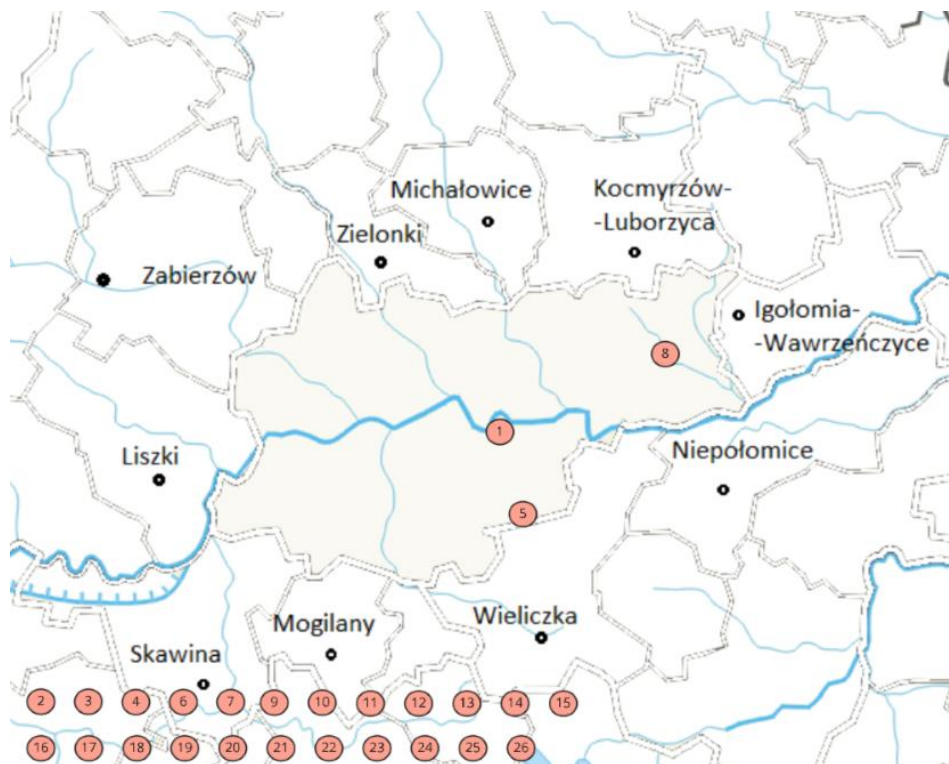 Michałowice
Kocmyrzów-
-Luborzyca
Zielonki
Zabierzów
Igołomia-
-Wawrzeńczyce
8
1
Liszki
Niepołomice
5
Mogilany
Wieliczka
Skawina
2 3 4 6 7 9 10 11 12 13 14 15
16 17 18 19 20 21 22 23 24 25 26